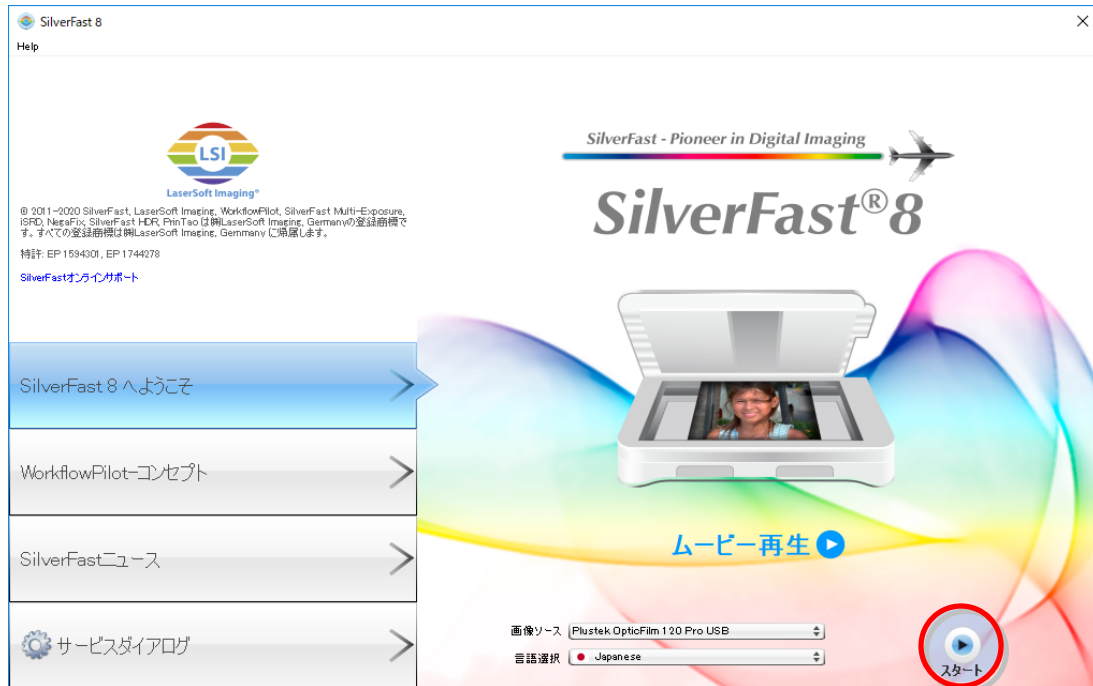 SilverFast 8
Help
LSI
LaserSoft Imaging®
© 2011-2020 SilverFast, LaserSoft Imaging, WorkflowPilot, SilverFast Multi-Exposure,
iSRD, NegaFix, SilverFast HDR, PrinTao は㈱LaserSoft Imaging, Germanyの登録商標で
す。すべての登録商標は㈱LaserSoft Imaging, Germany に帰属します。
特許: EP 1594301, EP 1744278
SilverFastオンラインサポート
SilverFast 8 へようこそ
WorkflowPilot-コンセプト
SilverFastニュース
サービスダイアログ
SilverFast - Pioneer in Digital Imaging
SilverFast®8
ムービー再生
画像ソース Plustek OpticFilm 120 Pro USB
言語選択 Japanese
スタート